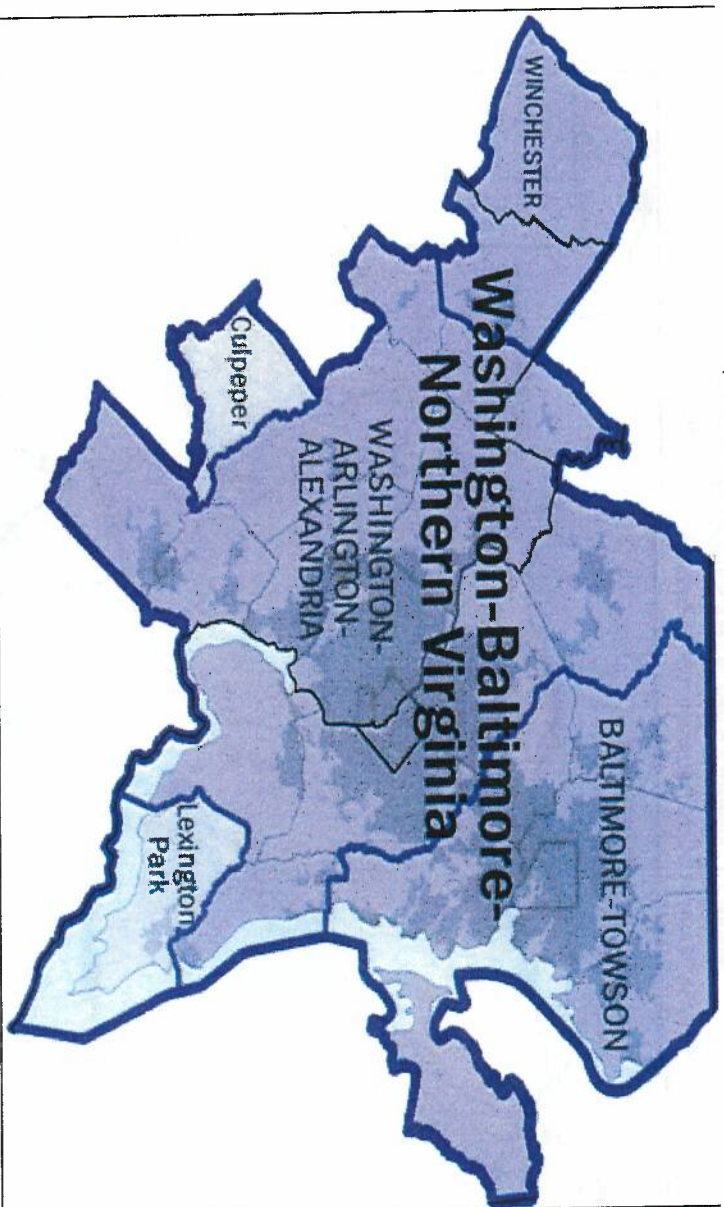 WINCHESTER
Washington-Baltimore-
Northern Virginia
BALTIMORE-TOWSON
WASHINGTON-
ARLINGTON-
ALEXANDRIA
Culpeper
Lexington
Park